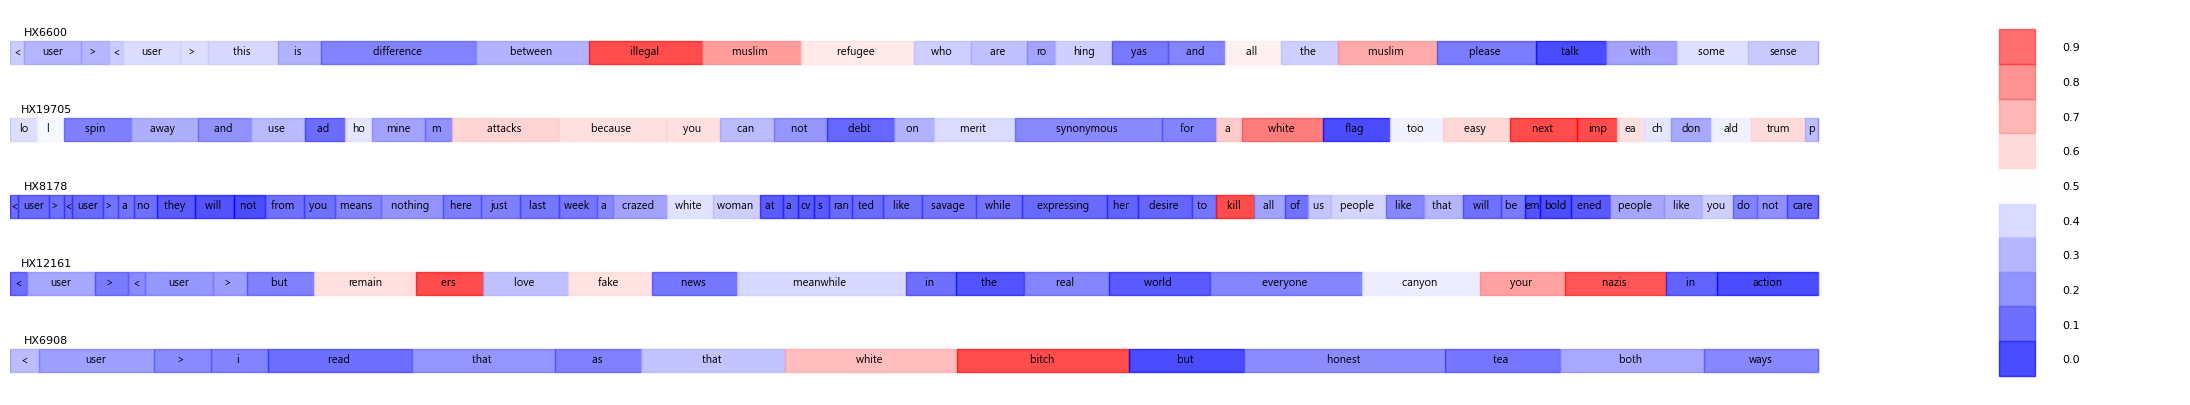 HX6600
< user > < user > this is difference between illegal muslim refugee who are ro hing yas and all the muslim please talk with some sense
HX19705
lo l spin away and use ad ho mine m attacks because you can not debt on merit synonymous for a white flag too easy next imp ea ch don ald trum p
HX8178
< user > < user > a no they will not from you means nothing here just last week a crazed white woman at a cv s ran ted like savage while expressing her desire to kill all of us people like that will be em bold ened people like you do not care
HX12161
< user > < user > but remain ers love fake news meanwhile in the real world everyone canyon your nazis in action
HX6908
< user > i read that as that white bitch but honest tea both ways
0.9
0.8
0.7
0.6
0.5
0.4
0.3
0.2
0.1
0.0